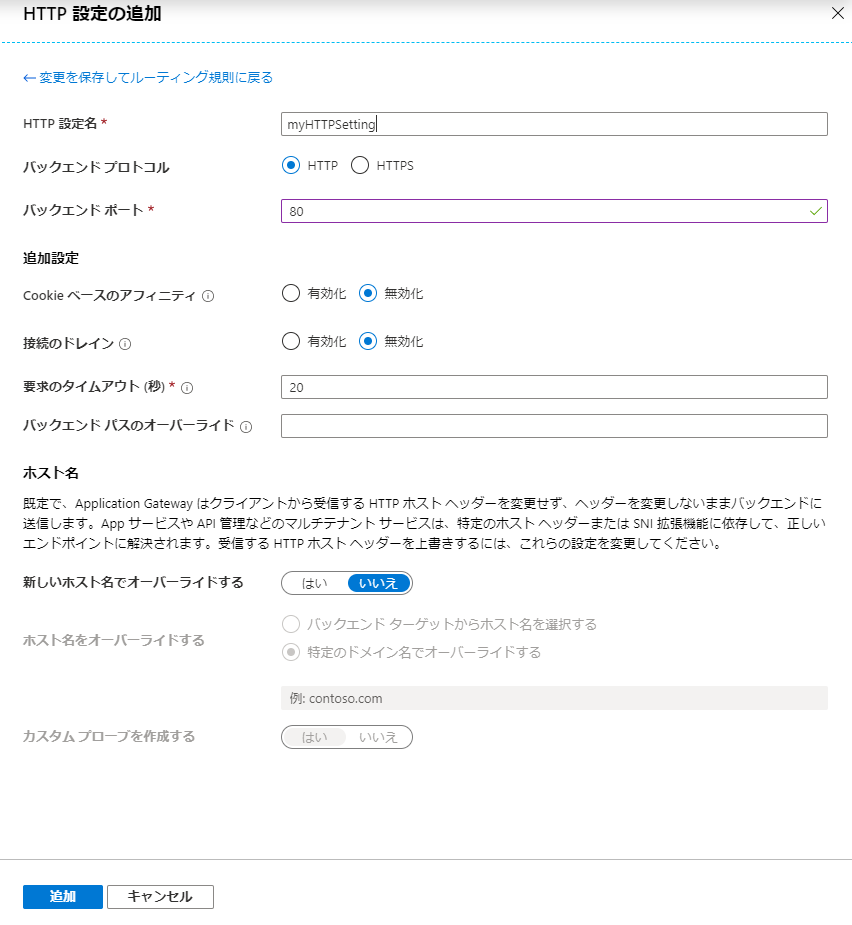 HTTP 設定の追加
← 変更を保存してルーティング規則に戻る
HTTP 設定名 *
myHTTPSetting
バックエンド プロトコル
HTTP HTTPS
バックエンド ポート *
80
追加設定
Cookie ベースのアフィニティ
有効化 無効化
接続のドレイン
有効化 無効化
要求のタイムアウト (秒) *
20
バックエンド パスのオーバーライド
ホスト名
既定で、Application Gateway はクライアントから受信する HTTP ホスト ヘッダーを変更せず、ヘッダーを変更しないままバックエンドに
送信します。App サービスや API 管理などのマルチテナント サービスは、特定のホスト ヘッダーまたは SNI 拡張機能に依存して、正しい
エンドポイントに解決されます。受信する HTTP ホスト ヘッダーを上書きするには、これらの設定を変更してください。
新しいホスト名でオーバーライドする
はい いいえ
ホスト名をオーバーライドする
バックエンド ターゲットからホスト名を選択する
特定のドメイン名でオーバーライドする
例: contoso.com
カスタム プローブを作成する
はい いいえ
追加 キャンセル